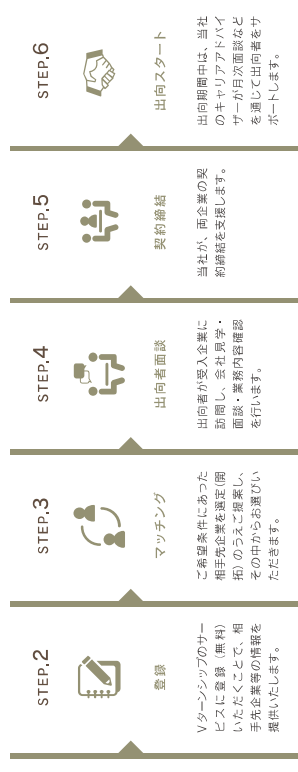 STEP.2
登録
Vターンシップのサー
ビスに登録（無料）
いただくことで、相
手先企業等の情報を
提供いたします。
STEP.3
マッチング
ご希望条件にあった
相手先企業を選定(開
拓)のうえご提案し、
その中からお選びい
ただきます。
STEP.4
出向者面談
出向者が受入企業に
訪問し、会社見学・
面談・業務内容確認
を行います。
STEP.5
契約締結
当社が、両企業の契
約締結を支援します。
STEP.6
出向スタート
出向期間中は、当社
のキャリアアドバイ
ザーが月次面談など
を通じて出向者をサ
ポートします。